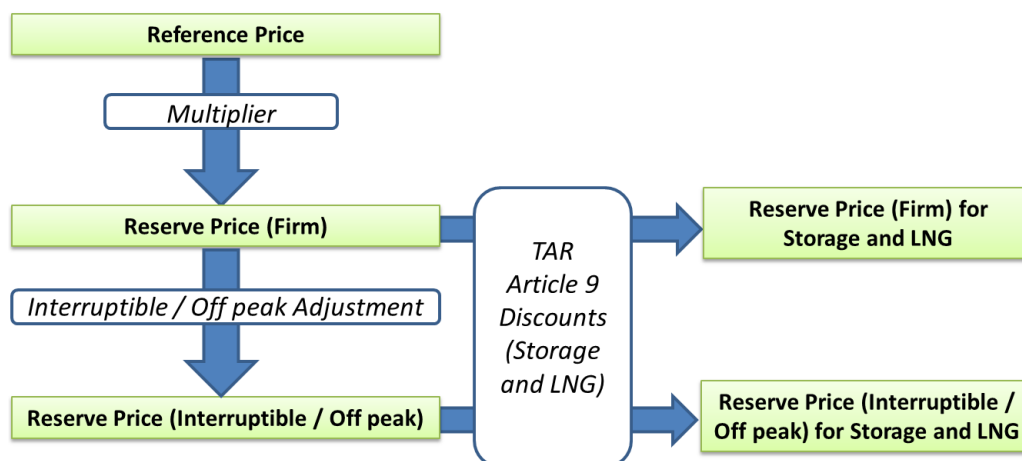 Reference Price
Multiplier
Reserve Price (Firm)
Interruptible / Off peak Adjustment
Reserve Price (Interruptible / Off peak)
TAR
Article 9
Discounts
(Storage
and LNG)
Reserve Price (Firm) for
Storage and LNG
Reserve Price (Interruptible /
Off peak) for Storage and LNG